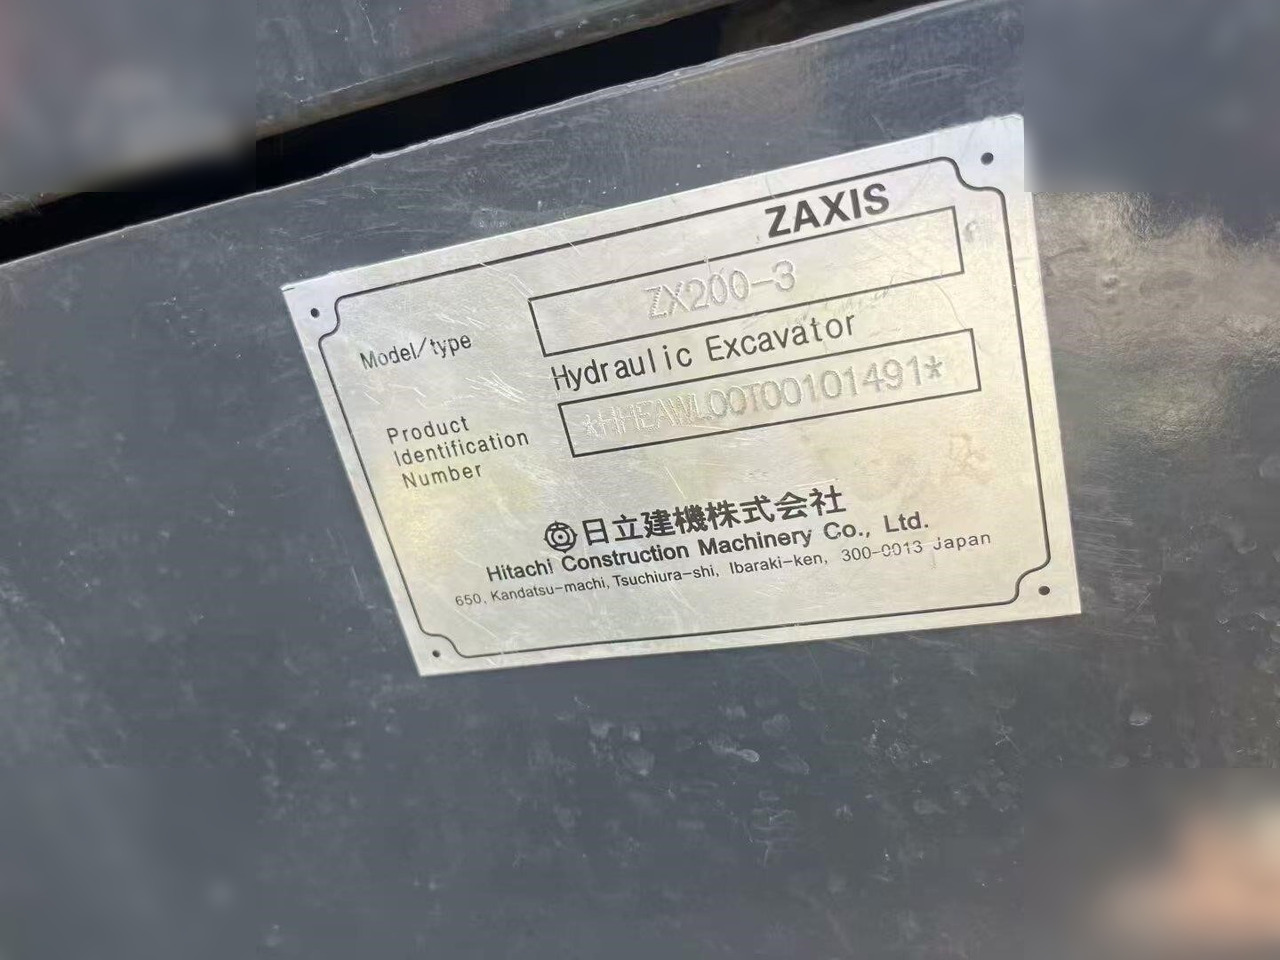 ZAXIS
Model/type
ZX200-3
Hydraulic Excavator
Product
Identification
Number
*HHEAWL00T00101491*
日立建機株式会社
Hitachi Construction Machinery Co., Ltd.
650, Kandatsu-machi, Tsuchiura-shi, Ibaraki-ken, 300-0013 Japan